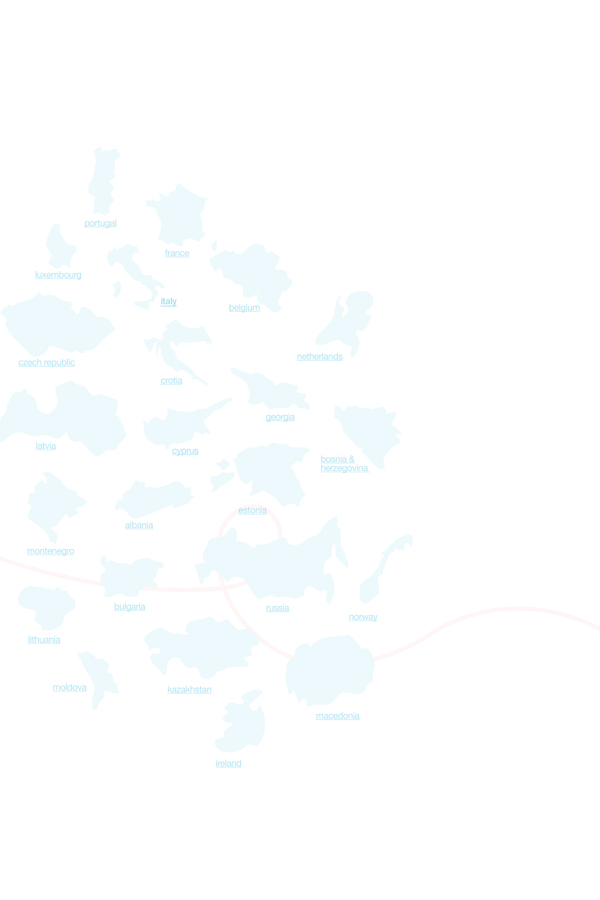 portugal
france
luxembourg
italy
belgium
netherlands
czech republic
crotia
georgia
latvia
cyprus
bosnia &
herzegovina
estonia
albania
montenegro
bulgaria
russia
norway
lithuania
moldova
kazakhstan
macedonia
ireland